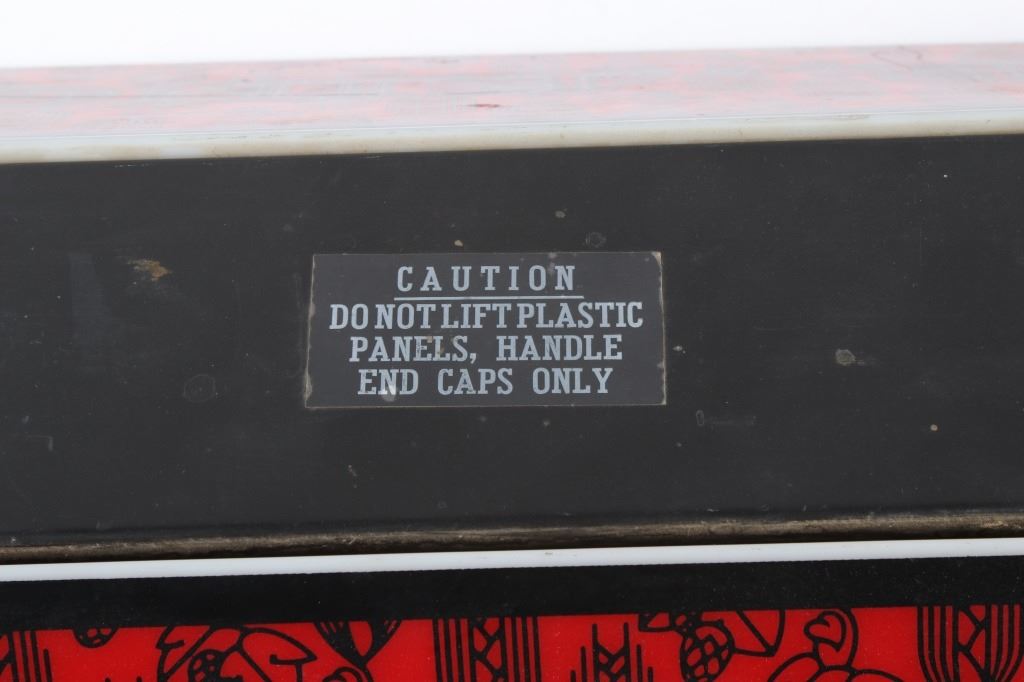 CAUTION
DO NOT LIFT PLASTIC
PANELS, HANDLE
END CAPS ONLY